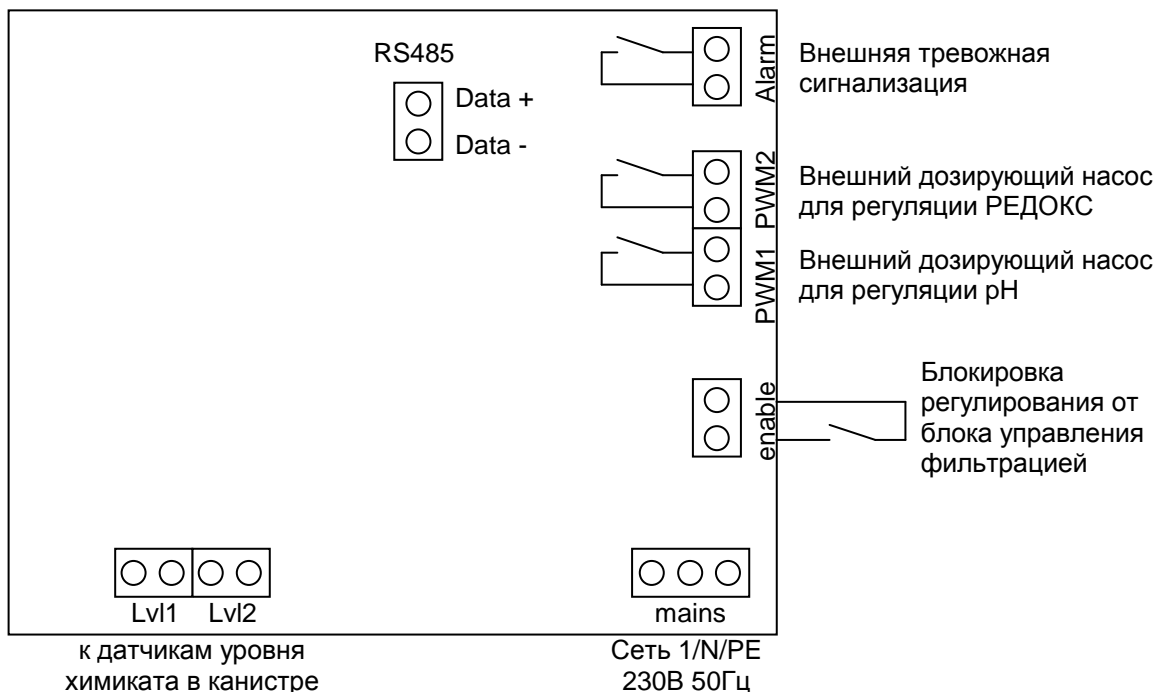 RS485
Data +
Data -
Alarm
Внешняя тревожная
сигнализация
PWM2
Внешний дозирующий насос
для регуляции РЕДОКС
PWM1
Внешний дозирующий насос
для регуляции pH
enable
Блокировка
регулирования от
блока управления
фильтрацией
Lvl1 Lvl2
к датчикам уровня
химиката в канистре
mains
Сеть 1/N/PE
230В 50Гц